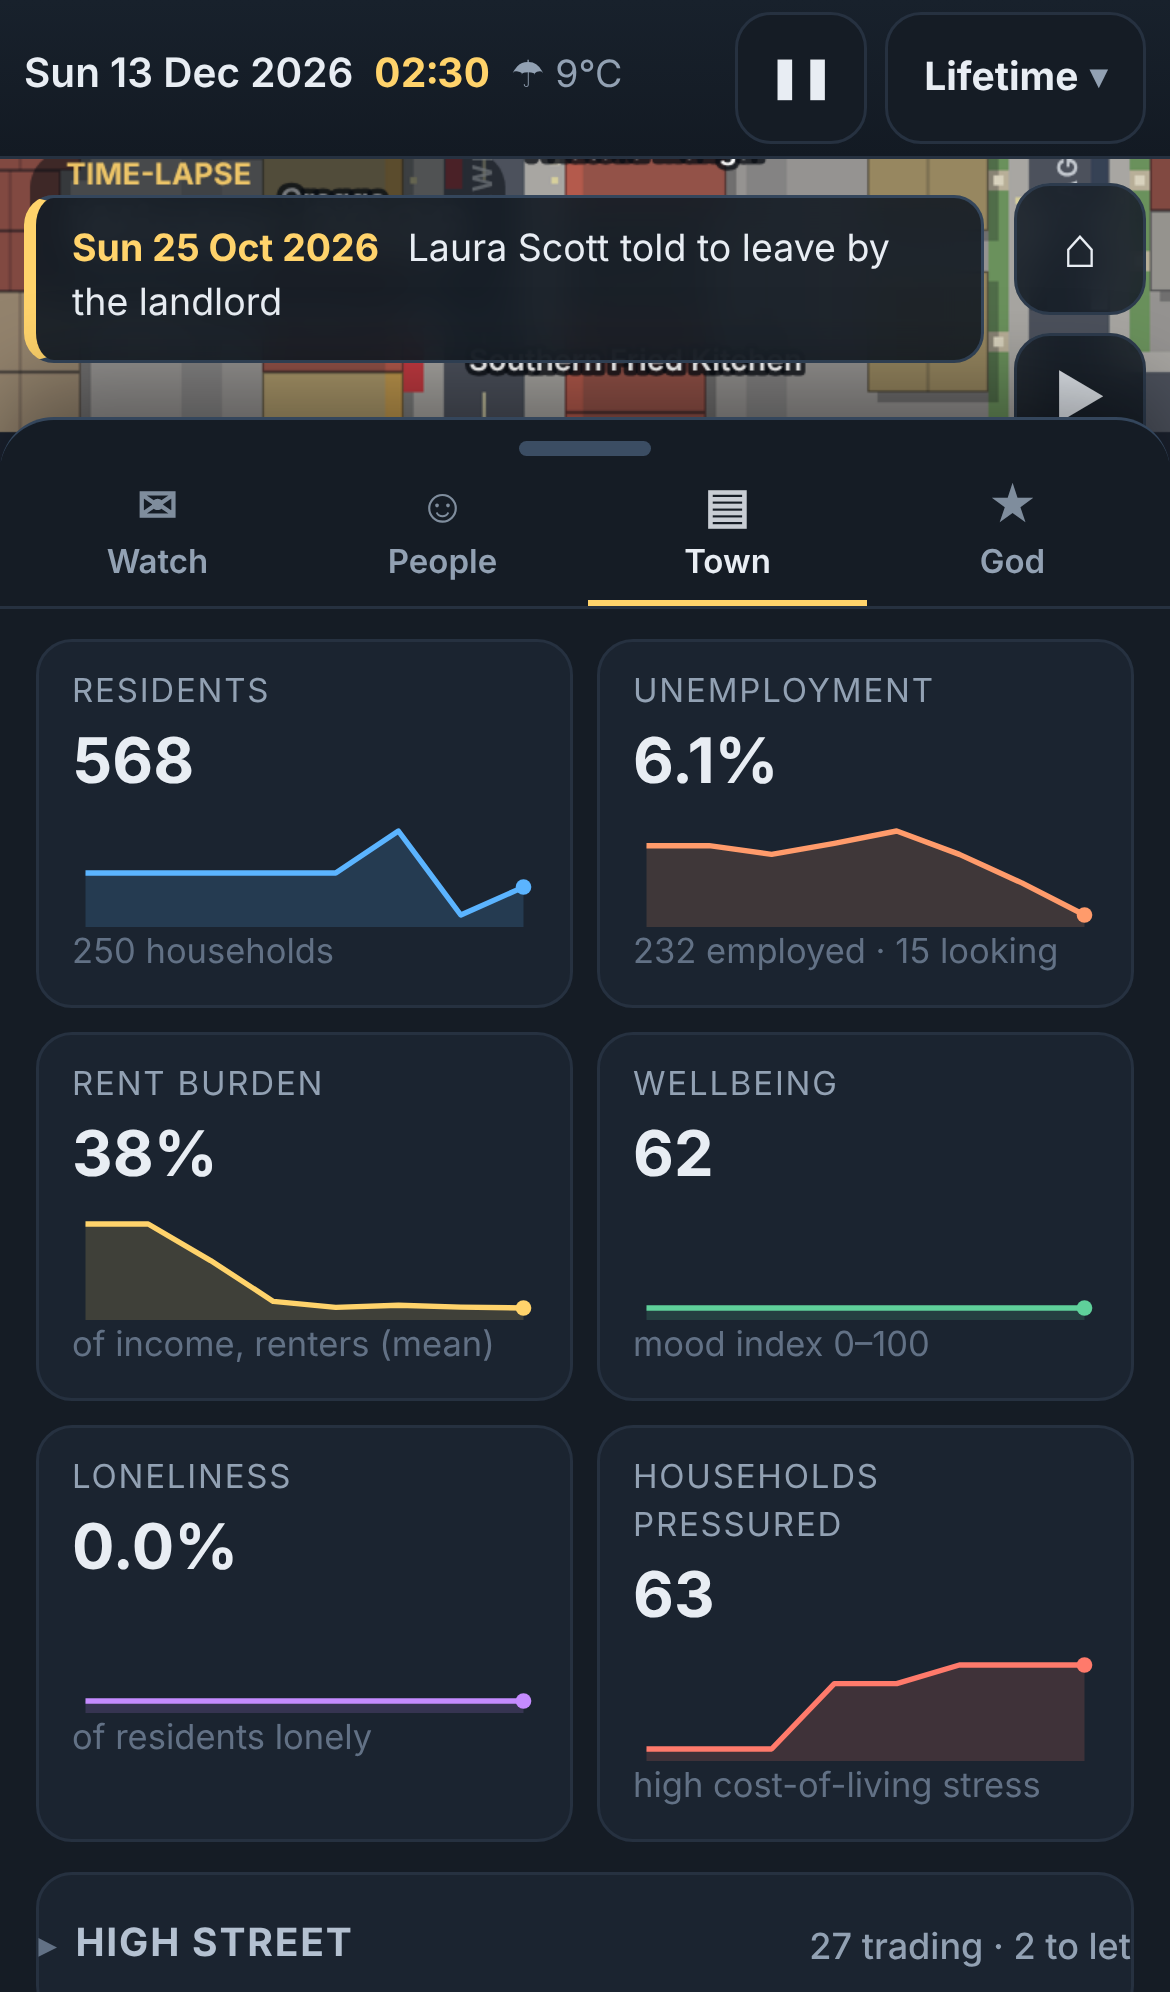 Sun 13 Dec 2026 02:30 ☂ 9°C
Lifetime ▾
TIME-LAPSE
Sun 25 Oct 2026 Laura Scott told to leave by
the landlord
Southern Fried Kitchen
Watch
People
Town
God
RESIDENTS
568
250 households
UNEMPLOYMENT
6.1%
232 employed · 15 looking
RENT BURDEN
38%
of income, renters (mean)
WELLBEING
62
mood index 0–100
LONELINESS
0.0%
of residents lonely
HOUSEHOLDS
PRESSURED
63
high cost-of-living stress
▸ HIGH STREET
27 trading · 2 to let